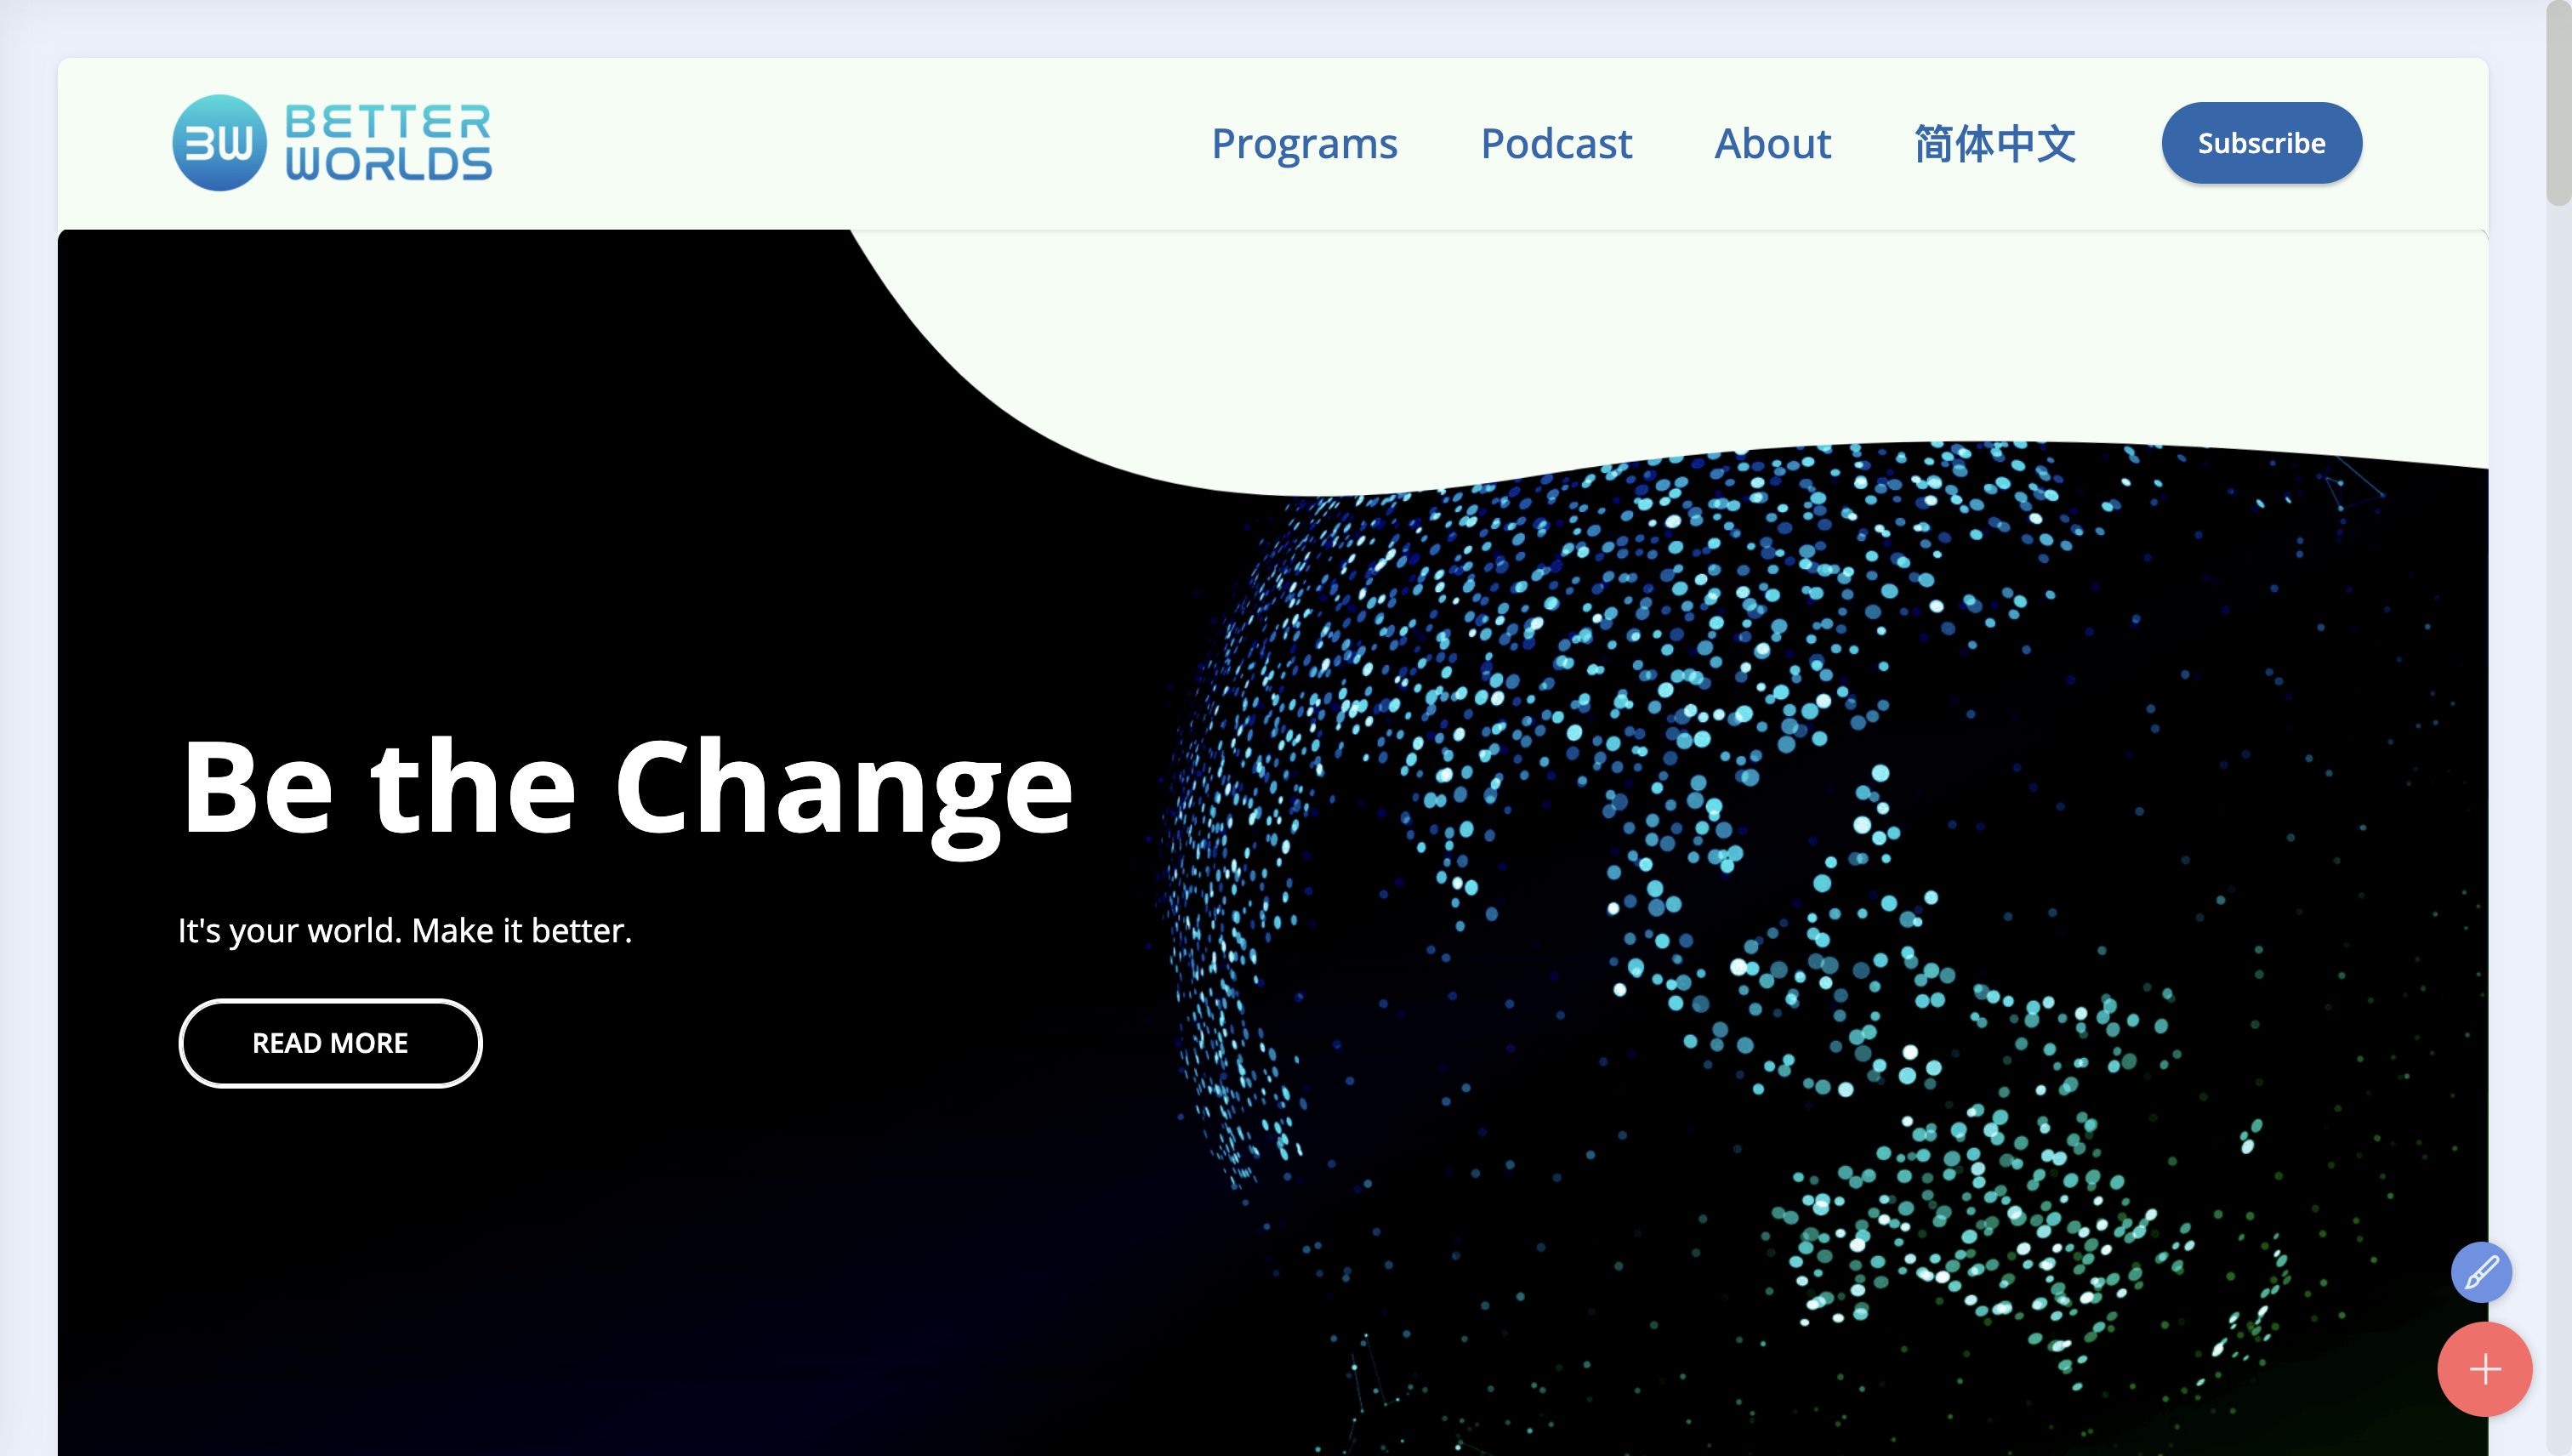 BW
BETTER
WORLDS
Programs
Podcast
About
简体中文
Subscribe
Be the Change
It's your world. Make it better.
READ MORE